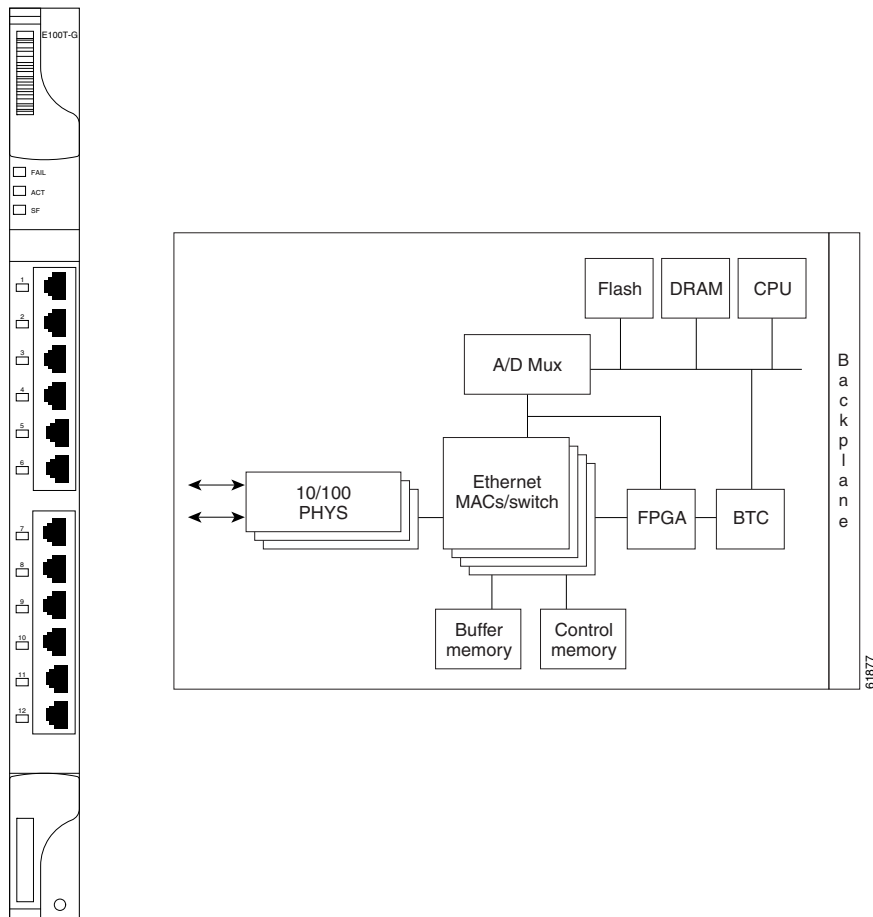 E100T-G
FAIL
ACT
SF
1
2
3
4
5
6
7
8
9
10
11
12
Flash
DRAM
CPU
A/D Mux
10/100
PHYS
Ethernet
MACs/switch
FPGA
BTC
Buffer
memory
Control
memory
Backplane
61877